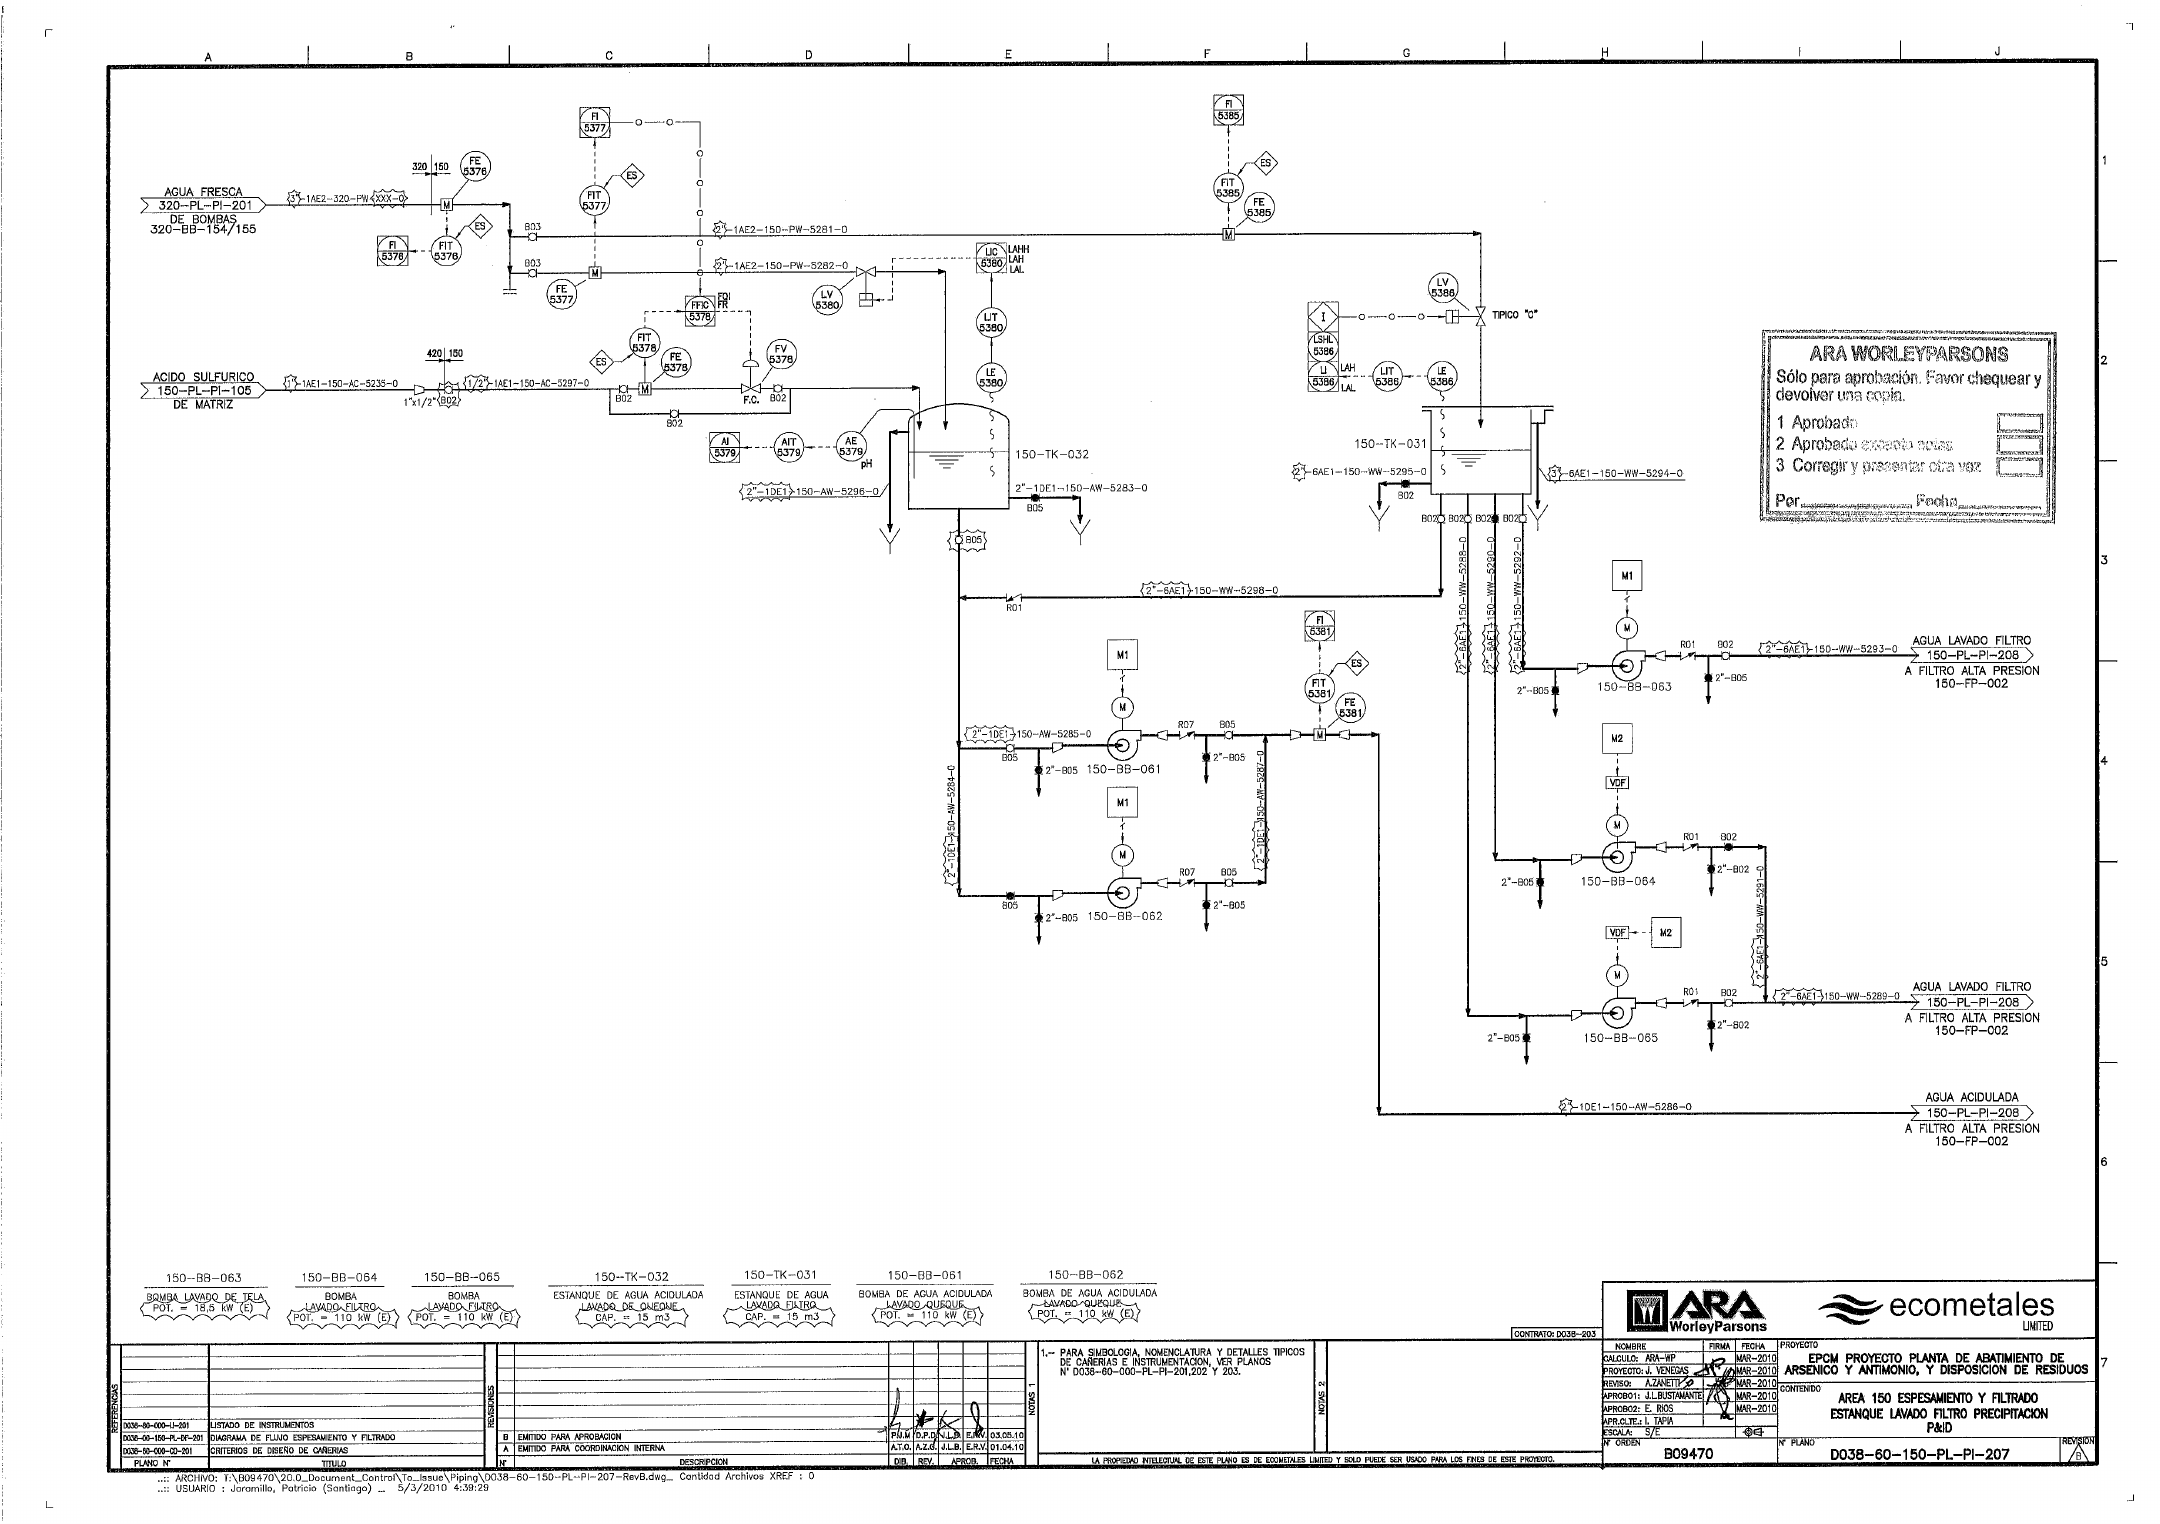 A B C D E F G H I J
1
2
3
4
5
6
7
AGUA FRESCA
320-PL-PI-201
DE BOMBAS
320-BB-154/155
3"-1AE2-320-PW-XXX-0
320 150
FE 5376
M
FIT 5376
FI 5376
ES
FI 5377
FIT 5377
ES
FE 5377
M
B03
B03
2"-1AE2-150-PW-5281-0
2"-1AE2-150-PW-5282-0
FI 5385
FIT 5385
ES
FE 5385
M
LV 5380
LIC 5380
LAHH
LAH
LAL
LIT 5380
LE 5380
FFIC 5378
FQI
FR
FIT 5378
ES
FE 5378
FV 5378
F.C.
M
B02
B02
B02
ACIDO SULFURICO
150-PL-PI-105
DE MATRIZ
1"-1AE1-150-AC-5235-0
420 150
1"x1/2"
B02
1/2"-1AE1-150-AC-5297-0
AI 5379
AIT 5379
AE 5379
pH
2"-1DE1-150-AW-5296-0
150-TK-032
2"-1DE1-150-AW-5283-0
B05
B05
LV 5386
TIPICO "C"
I
LSHL 5386
LI 5386
LAH
LAL
LIT 5386
LE 5386
150-TK-031
2"-6AE1-150-WW-5295-0
B02
3"-6AE1-150-WW-5294-0
B02 B02 B02 B02
2"-6AE1-150-WW-5288-0
2"-6AE1-150-WW-5290-0
2"-6AE1-150-WW-5292-0
2"-6AE1-150-WW-5298-0
R01
ARA WORLEYPARSONS
Sólo para aprobación. Favor chequear y
devolver una copia.
1 Aprobado
2 Aprobado excepto notas
3 Corregir y presentar otra vez
Por Fecha
M1
M
150-BB-063
2"-B05
R01
B02
2"-B05
2"-6AE1-150-WW-5293-0
AGUA LAVADO FILTRO
150-PL-PI-208
A FILTRO ALTA PRESION
150-FP-002
M1
M
2"-1DE1-150-AW-5285-0
B05
2"-B05
150-BB-061
R07
B05
2"-B05
FI 5381
FIT 5381
ES
FE 5381
M
2"-1DE1-150-AW-5284-0
2"-1DE1-150-AW-5287-0
M1
M
B05
2"-B05
150-BB-062
R07
B05
2"-B05
M2
VDF
M
150-BB-064
2"-B05
R01
B02
2"-B02
2"-6AE1-150-WW-5291-0
VDF
M2
M
150-BB-065
2"-B05
R01
B02
2"-B02
2"-6AE1-150-WW-5289-0
AGUA LAVADO FILTRO
150-PL-PI-208
A FILTRO ALTA PRESION
150-FP-002
2"-1DE1-150-AW-5286-0
AGUA ACIDULADA
150-PL-PI-208
A FILTRO ALTA PRESION
150-FP-002
150-BB-063
BOMBA LAVADO DE TELA
POT. = 18,5 kW (E)
150-BB-064
BOMBA
LAVADO FILTRO
POT. = 110 kW (E)
150-BB-065
BOMBA
LAVADO FILTRO
POT. = 110 kW (E)
150-TK-032
ESTANQUE DE AGUA ACIDULADA
LAVADO DE QUEQUE
CAP. = 15 m3
150-TK-031
ESTANQUE DE AGUA
LAVADO FILTRO
CAP. = 15 m3
150-BB-061
BOMBA DE AGUA ACIDULADA
LAVADO QUEQUE
POT. = 110 kW (E)
150-BB-062
BOMBA DE AGUA ACIDULADA
LAVADO QUEQUE
POT. = 110 kW (E)
REFERENCIAS
D038-80-000-IJ-201 LISTADO DE INSTRUMENTOS
D038-60-150-PL-DF-201 DIAGRAMA DE FLUJO ESPESAMIENTO Y FILTRADO
D038-60-000-CD-201 CRITERIOS DE DISEÑO DE CAÑERIAS
PLANO N° TITULO
REVISIONES
B EMITIDO PARA APROBACION P.J.M D.P.D J.L.B. E.R.V. 03.05.10
A EMITIDO PARA COORDINACION INTERNA A.T.O. A.Z.G. J.L.B. E.R.V. 01.04.10
N° DESCRIPCION DIB. REV. APROB. FECHA
NOTAS 1
1.- PARA SIMBOLOGIA, NOMENCLATURA Y DETALLES TIPICOS
DE CAÑERIAS E INSTRUMENTACION, VER PLANOS
N° D038-60-000-PL-PI-201,202 Y 203.
NOTAS 2
LA PROPIEDAD INTELECTUAL DE ESTE PLANO ES DE ECOMETALES LIMITED Y SOLO PUEDE SER USADO PARA LOS FINES DE ESTE PROYECTO.
CONTRATO: D038-203
ARA
WorleyParsons
ecometales
LIMITED
NOMBRE FIRMA FECHA
CALCULO: ARA-WP MAR-2010
PROYECTO: J. VENEGAS MAR-2010
REVISO: A.ZANETTI MAR-2010
APROBO1: J.L.BUSTAMANTE MAR-2010
APROBO2: E. RIOS MAR-2010
APR.CLTE.: I. TAPIA
ESCALA: S/E
N° ORDEN
B09470
PROYECTO
EPCM PROYECTO PLANTA DE ABATIMIENTO DE
ARSENICO Y ANTIMONIO, Y DISPOSICION DE RESIDUOS
CONTENIDO
AREA 150 ESPESAMIENTO Y FILTRADO
ESTANQUE LAVADO FILTRO PRECIPITACION
P&ID
N° PLANO
D038-60-150-PL-PI-207
REVISION
B
..:: ARCHIVO: T:\B09470\20.0_Document_Control\To_Issue\Piping\D038-60-150-PL-PI-207-RevB.dwg_ Cantidad Archivos XREF : 0
..:: USUARIO : Jaramillo, Patricio (Santiago) _ 5/3/2010 4:39:29